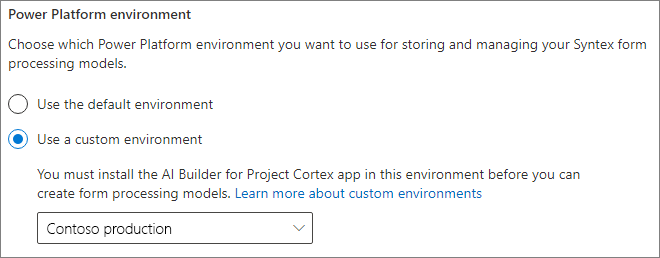 Power Platform environment
Choose which Power Platform environment you want to use for storing and managing your Syntex form
processing models.
Use the default environment
Use a custom environment
You must install the AI Builder for Project Cortex app in this environment before you can
create form processing models. Learn more about custom environments
Contoso production